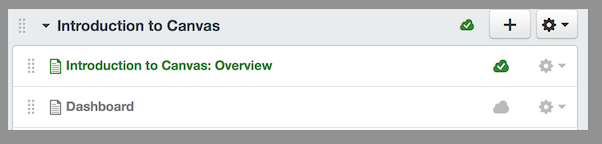 Introduction to Canvas
Introduction to Canvas: Overview
Dashboard